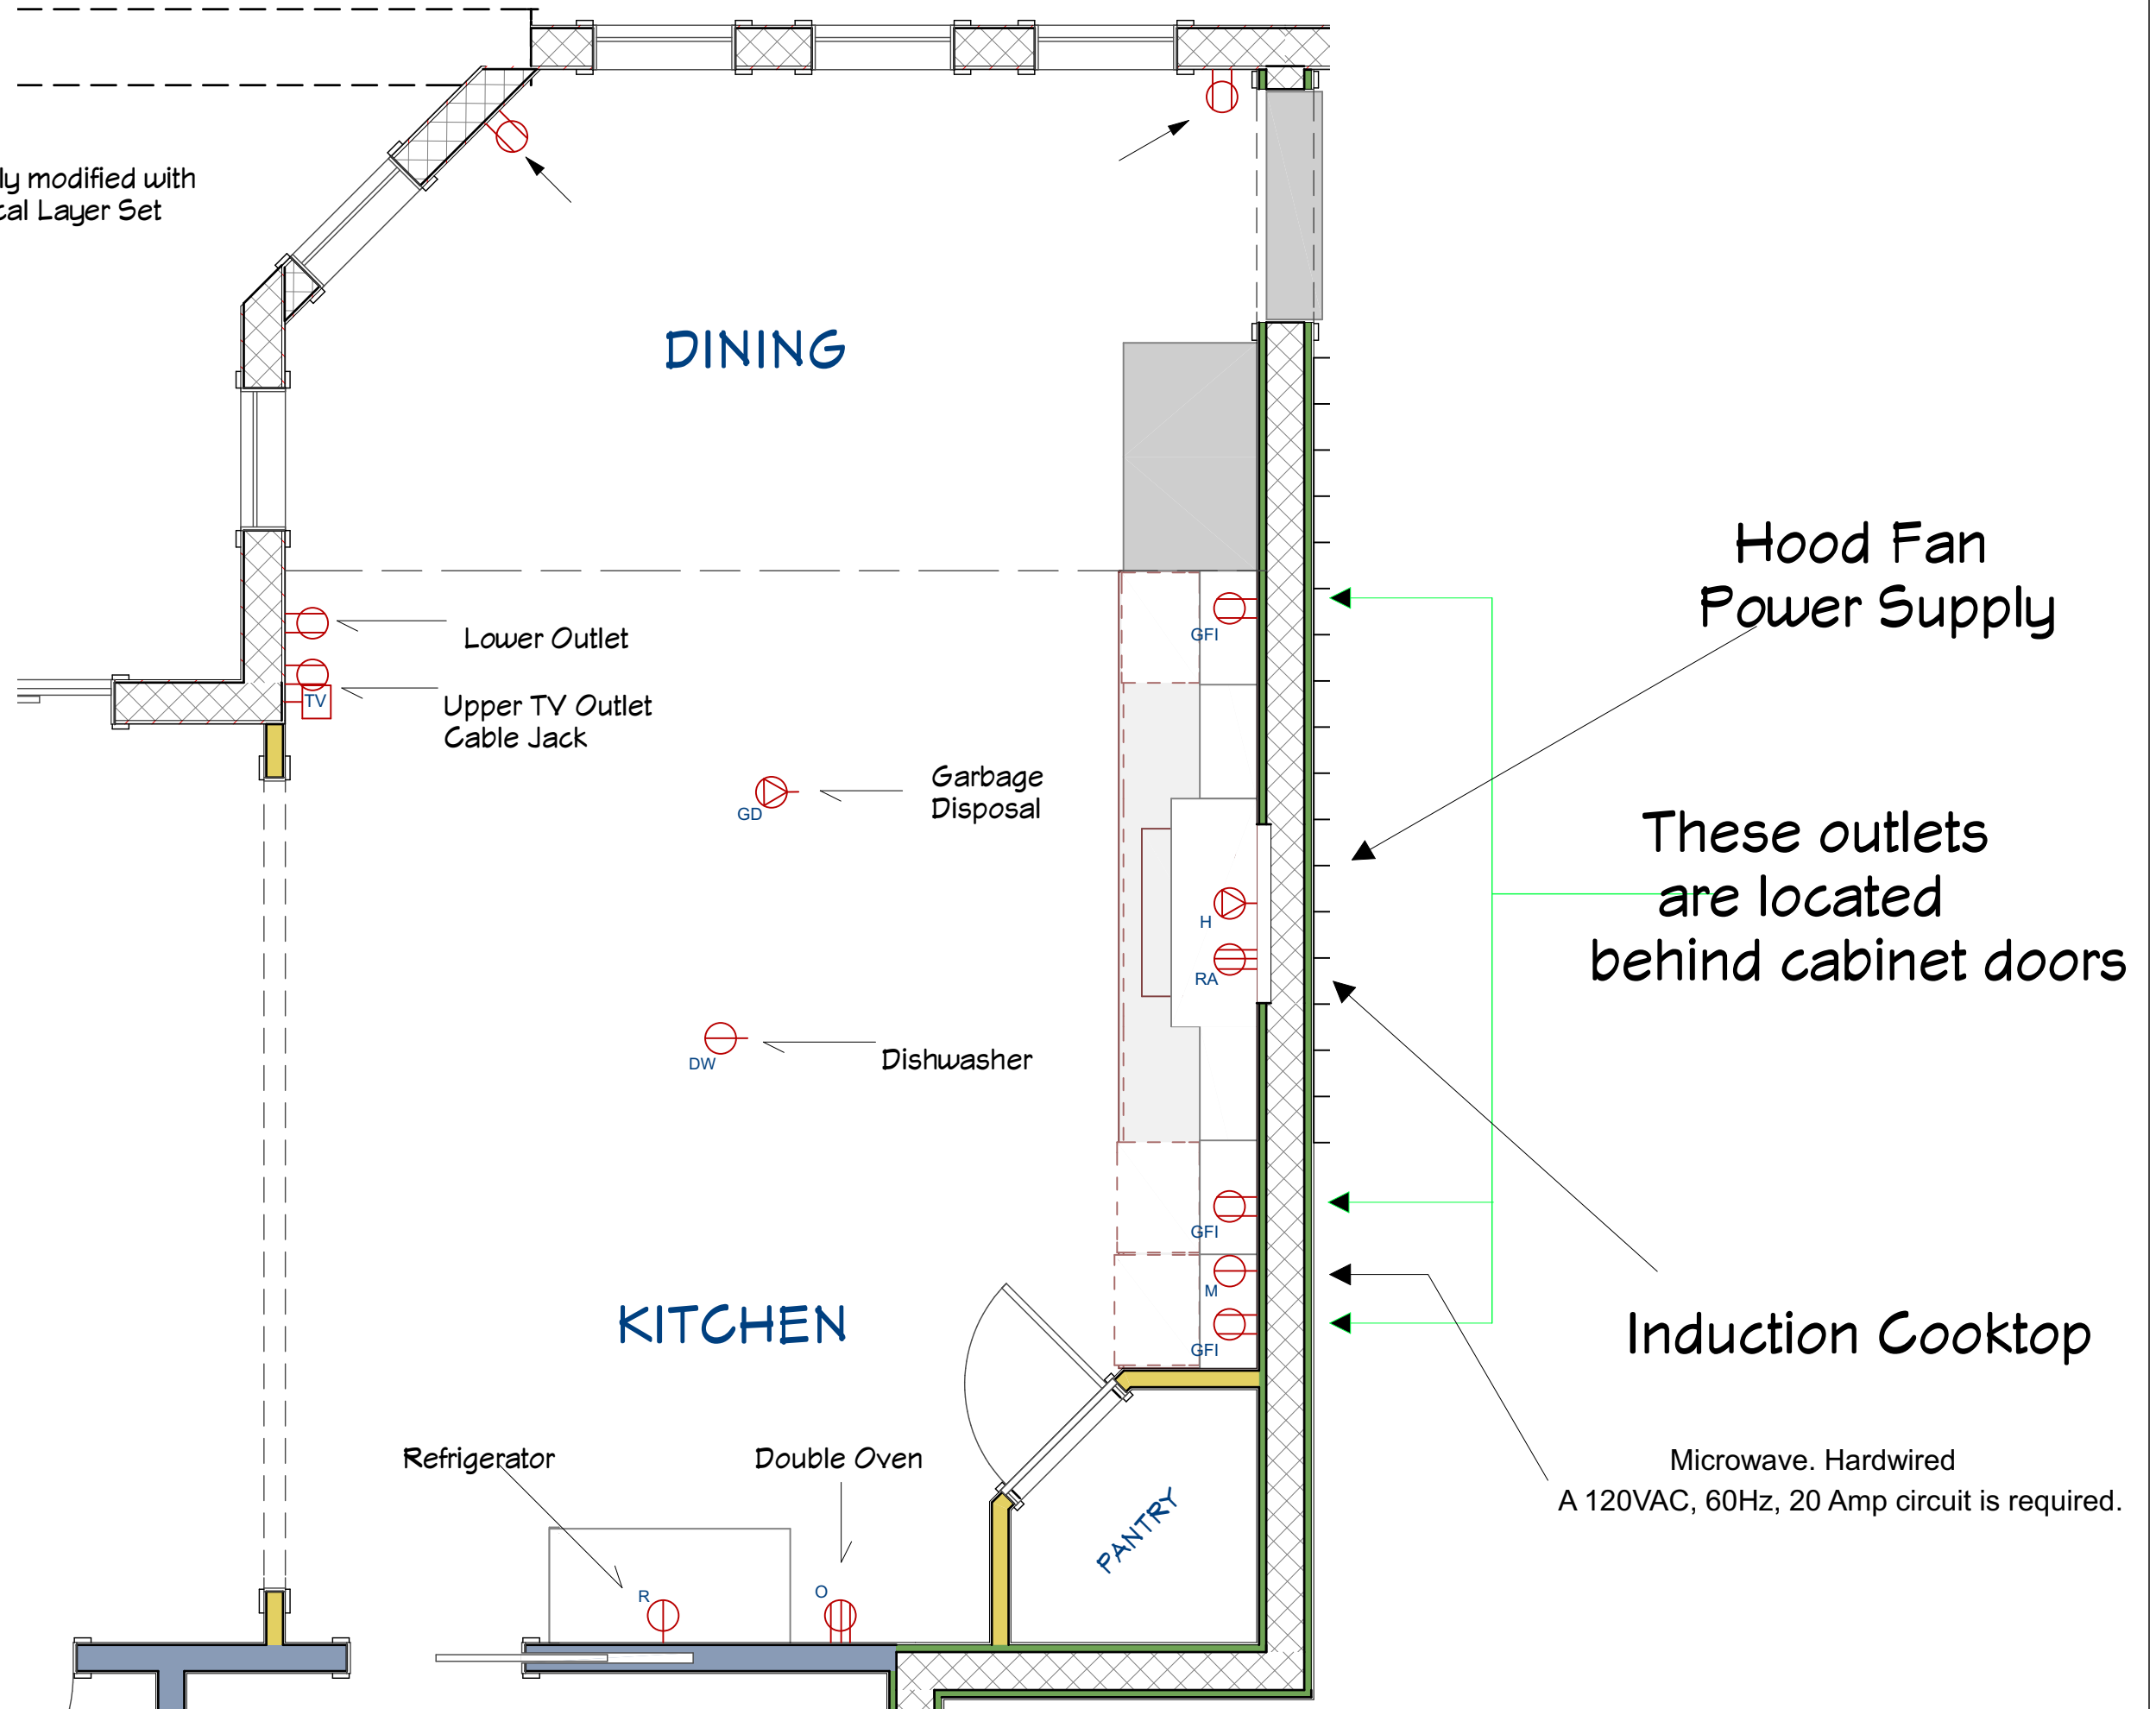 ly modified with
cal Layer Set
DINING
Hood Fan
Power Supply
GFI
Lower Outlet
TV
Upper TV Outlet
Cable Jack
Garbage
Disposal
GD
These outlets
are located
behind cabinet doors
H
RA
DW
Dishwasher
GFI
M
GFI
KITCHEN
Induction Cooktop
Refrigerator
Double Oven
Microwave. Hardwired
A 120VAC, 60Hz, 20 Amp circuit is required.
PANTRY
R
O